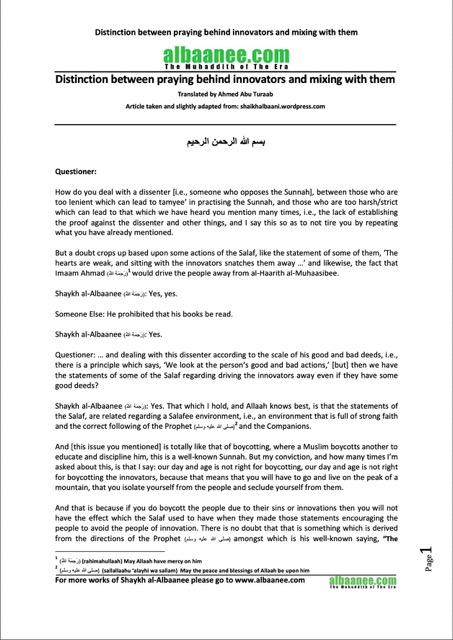 Distinction between praying behind innovators and mixing with them
albaanee.com
The Muhaddith of The Era
Distinction between praying behind innovators and mixing with them
Translated by Ahmed Abu Turaab
Article taken and slightly adapted from: shaikhalbaani.wordpress.com
بسم الله الرحمن الرحيم
Questioner:
How do you deal with a dissenter [i.e., someone who opposes the Sunnah], between those who are
too lenient which can lead to tamyee’ in practising the Sunnah, and those who are too harsh/strict
which can lead to that which we have heard you mention many times, i.e., the lack of establishing
the proof against the dissenter and other things, and I say this so as to not tire you by repeating
what you have already mentioned.
But a doubt crops up based upon some actions of the Salaf, like the statement of some of them, ‘The
hearts are weak, and sitting with the innovators snatches them away …’ and likewise, the fact that
Imaam Ahmad (رَحِمَهُ اللهُ)1 would drive the people away from al-Haarith al-Muhaasibee.
Shaykh al-Albaanee (رَحِمَهُ اللهُ): Yes, yes.
Someone Else: He prohibited that his books be read.
Shaykh al-Albaanee (رَحِمَهُ اللهُ): Yes.
Questioner: … and dealing with this dissenter according to the scale of his good and bad deeds, i.e.,
there is a principle which says, ‘We look at the person’s good and bad actions,’ [but] then we have
the statements of some of the Salaf regarding driving the innovators away even if they have some
good deeds?
Shaykh al-Albaanee (رَحِمَهُ اللهُ): Yes. That which I hold, and Allaah knows best, is that the statements of
the Salaf, are related regarding a Salafee environment, i.e., an environment that is full of strong faith
and the correct following of the Prophet (صلى الله عليه وسلم)2 and the Companions.
And [this issue you mentioned] is totally like that of boycotting, where a Muslim boycotts another to
educate and discipline him, this is a well-known Sunnah. But my conviction, and how many times I’m
asked about this, is that I say: our day and age is not right for boycotting, our day and age is not right
for boycotting the innovators, because that means that you will have to go and live on the peak of a
mountain, that you isolate yourself from the people and seclude yourself from them.
And that is because if you do boycott the people due to their sins or innovations then you will not
have the effect which the Salaf used to have when they made those statements encouraging the
people to avoid the people of innovation. There is no doubt that that is something which is derived
from the directions of the Prophet (صلى الله عليه وسلم) amongst which is his well-known saying, “The
1 (رَحِمَهُ اللهُ) (rahimahullaah) May Allaah have mercy on him
2 (صلى الله عليه وسلم) (sallallaahu ‘alayhi wa sallam) May the peace and blessings of Allaah be upon him
For more works of Shaykh al-Albaanee please go to www.albaanee.com
albaanee.com
The Muhaddith of The Era
Page 1